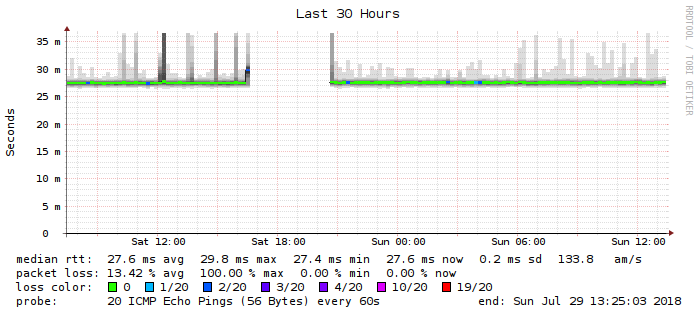 Last 30 Hours
RRDTOOL / TOBI OETIKER
Seconds
35 m
30 m
25 m
20 m
15 m
10 m
5 m
0
Sat 12:00 Sat 18:00 Sun 00:00 Sun 06:00 Sun 12:00
median rtt: 27.6 ms avg 29.8 ms max 27.4 ms min 27.6 ms now 0.2 ms sd 133.8 am/s
packet loss: 13.42 % avg 100.00 % max 0.00 % min 0.00 % now
loss color: 0 1/20 2/20 3/20 4/20 10/20 19/20
probe: 20 ICMP Echo Pings (56 Bytes) every 60s end: Sun Jul 29 13:25:03 2018